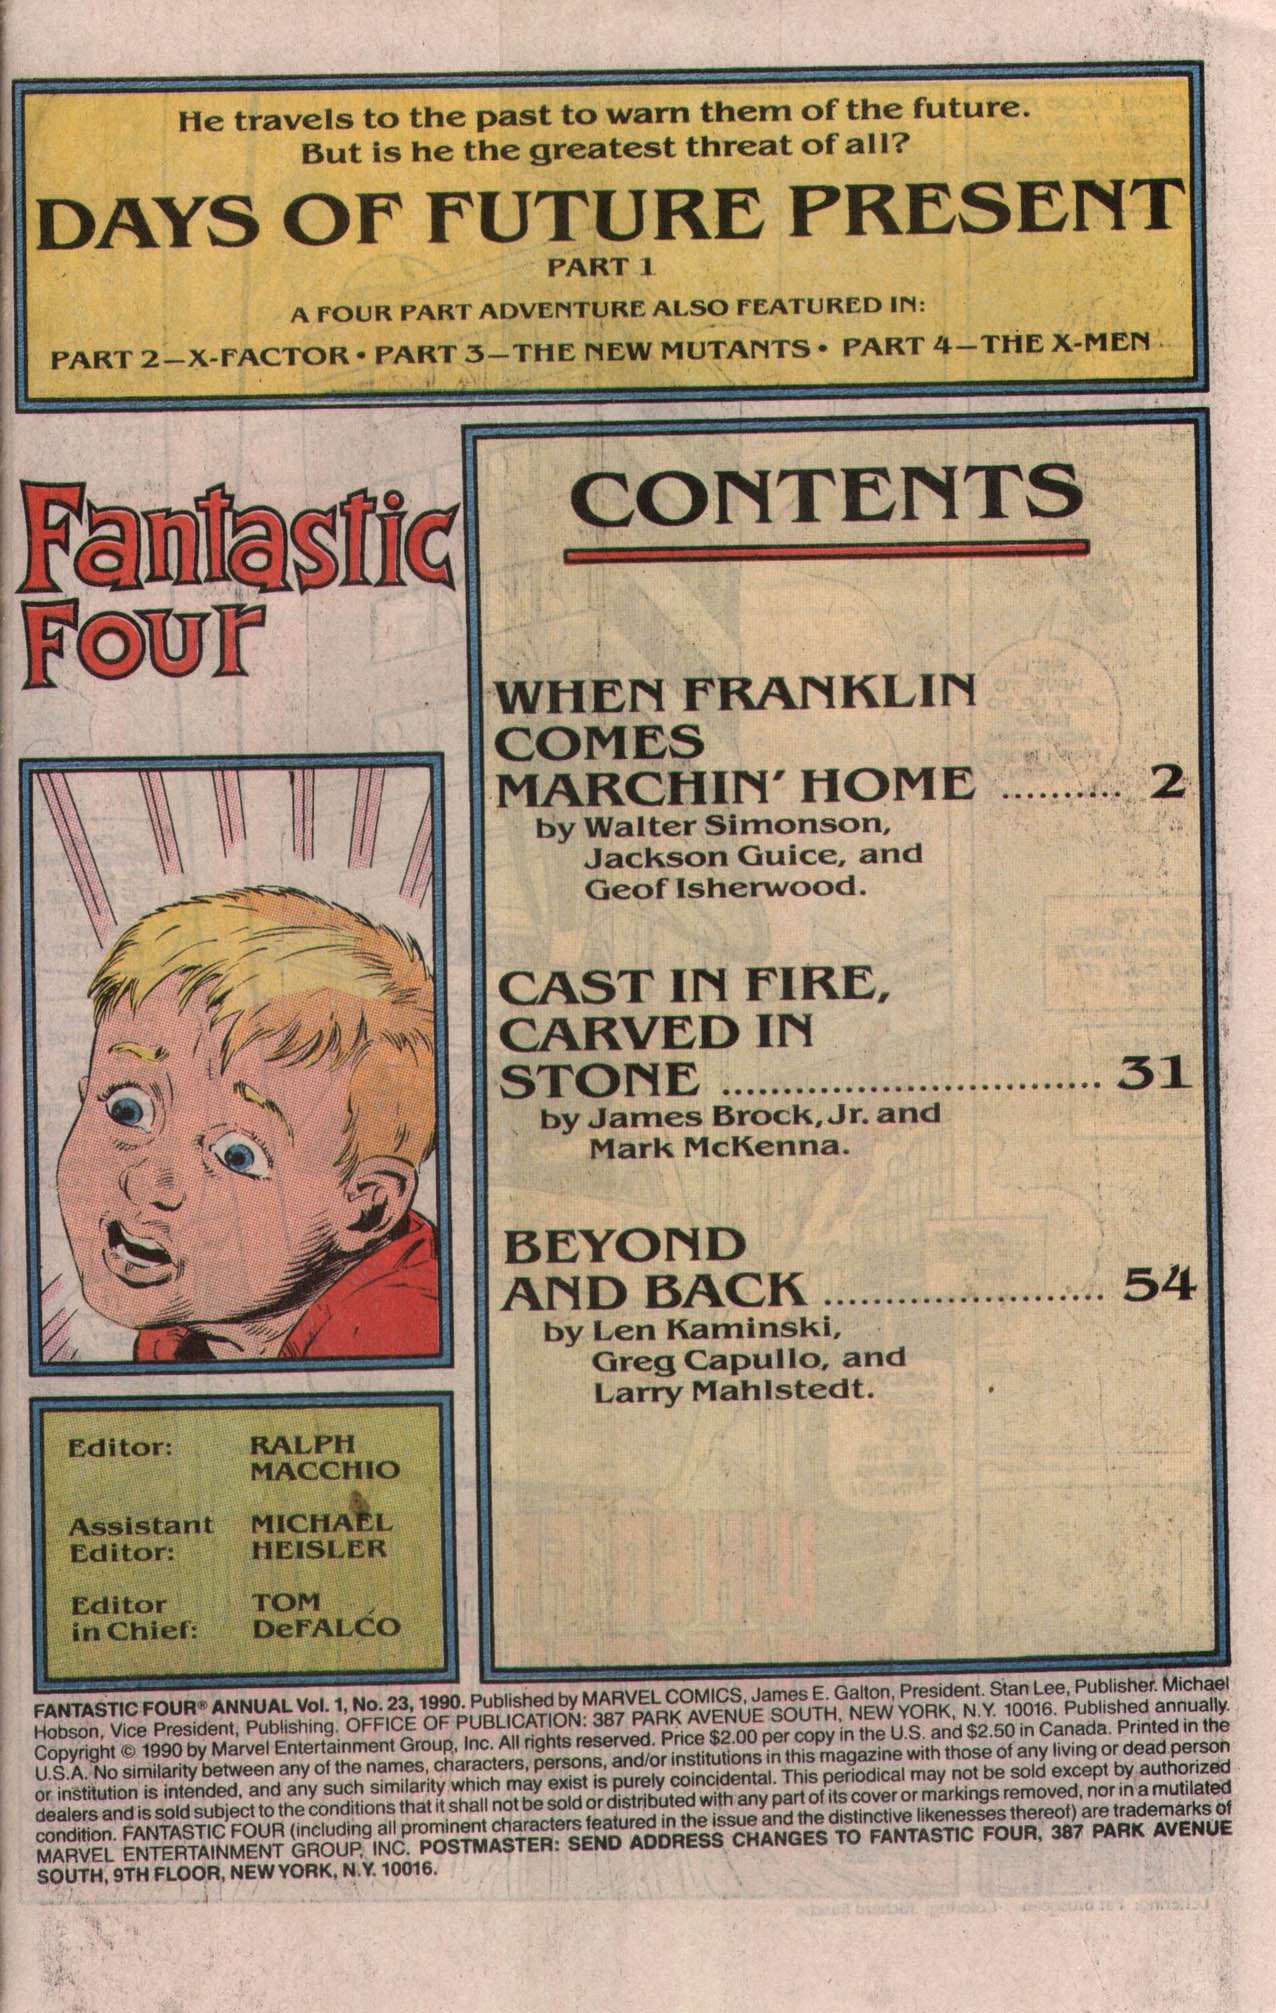 He travels to the past to warn them of the future.
But is he the greatest threat of all?
DAYS OF FUTURE PRESENT
PART 1
A FOUR PART ADVENTURE ALSO FEATURED IN:
PART 2—X-FACTOR • PART 3—THE NEW MUTANTS • PART 4—THE X-MEN
Fantastic
Four
CONTENTS
WHEN FRANKLIN
COMES
MARCHIN' HOME .......... 2
by Walter Simonson,
Jackson Guice, and
Geof Isherwood.
CAST IN FIRE,
CARVED IN
STONE ............................... 31
by James Brock, Jr. and
Mark McKenna.
BEYOND
AND BACK ....................... 54
by Len Kaminski,
Greg Capullo, and
Larry Mahlstedt.
Editor: RALPH
MACCHIO
Assistant MICHAEL
Editor: HEISLER
Editor TOM
in Chief: DeFALCO
FANTASTIC FOUR® ANNUAL Vol. 1, No. 23, 1990. Published by MARVEL COMICS, James E. Galton, President. Stan Lee, Publisher. Michael
Hobson, Vice President, Publishing. OFFICE OF PUBLICATION: 387 PARK AVENUE SOUTH, NEW YORK, N.Y. 10016. Published annually.
Copyright © 1990 by Marvel Entertainment Group, Inc. All rights reserved. Price $2.00 per copy in the U.S. and $2.50 in Canada. Printed in the
U.S.A. No similarity between any of the names, characters, persons, and/or institutions in this magazine with those of any living or dead person
or institution is intended, and any such similarity which may exist is purely coincidental. This periodical may not be sold except by authorized
dealers and is sold subject to the conditions that it shall not be sold or distributed with any part of its cover or markings removed, nor in a mutilated
condition. FANTASTIC FOUR (including all prominent characters featured in the issue and the distinctive likenesses thereof) are trademarks of
MARVEL ENTERTAINMENT GROUP, INC. POSTMASTER: SEND ADDRESS CHANGES TO FANTASTIC FOUR, 387 PARK AVENUE
SOUTH, 9TH FLOOR, NEW YORK, N.Y. 10016.